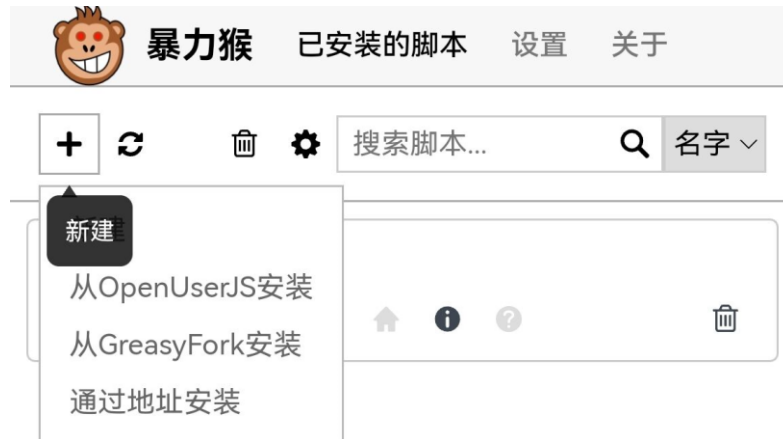 暴力猴 已安装的脚本 设置 关于
搜索脚本... 名字
新建
从OpenUserJS安装
从GreasyFork安装
通过地址安装